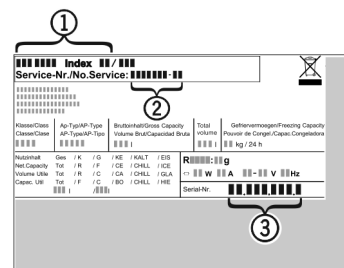 1
Index /
Service-Nr./No.Service: -
2
Klasse/Class Ap-Typ/AP-Type Bruttoinhalt/Gross Capacity Total Gefriervermoegen/Freezing Capacity
Classe/Clase AP-Type/AP-Tipo Volume Brut/Capacidad Bruta volume Pouvoir de Congel./Capac.Congeladora
l l kg / 24 h
Nutzinhalt Ges / K / G / KE / KALT / EIS
Net.Capacity Tot / R / F / CE / CHILL / ICE
Volume Utile Tot / R / C / CA / CHILL / GLA
Capac. Util Tot / F / C / BO / CHILL / HIE
l / l
R : g
W A - V Hz
Serial-Nr. . . .
3